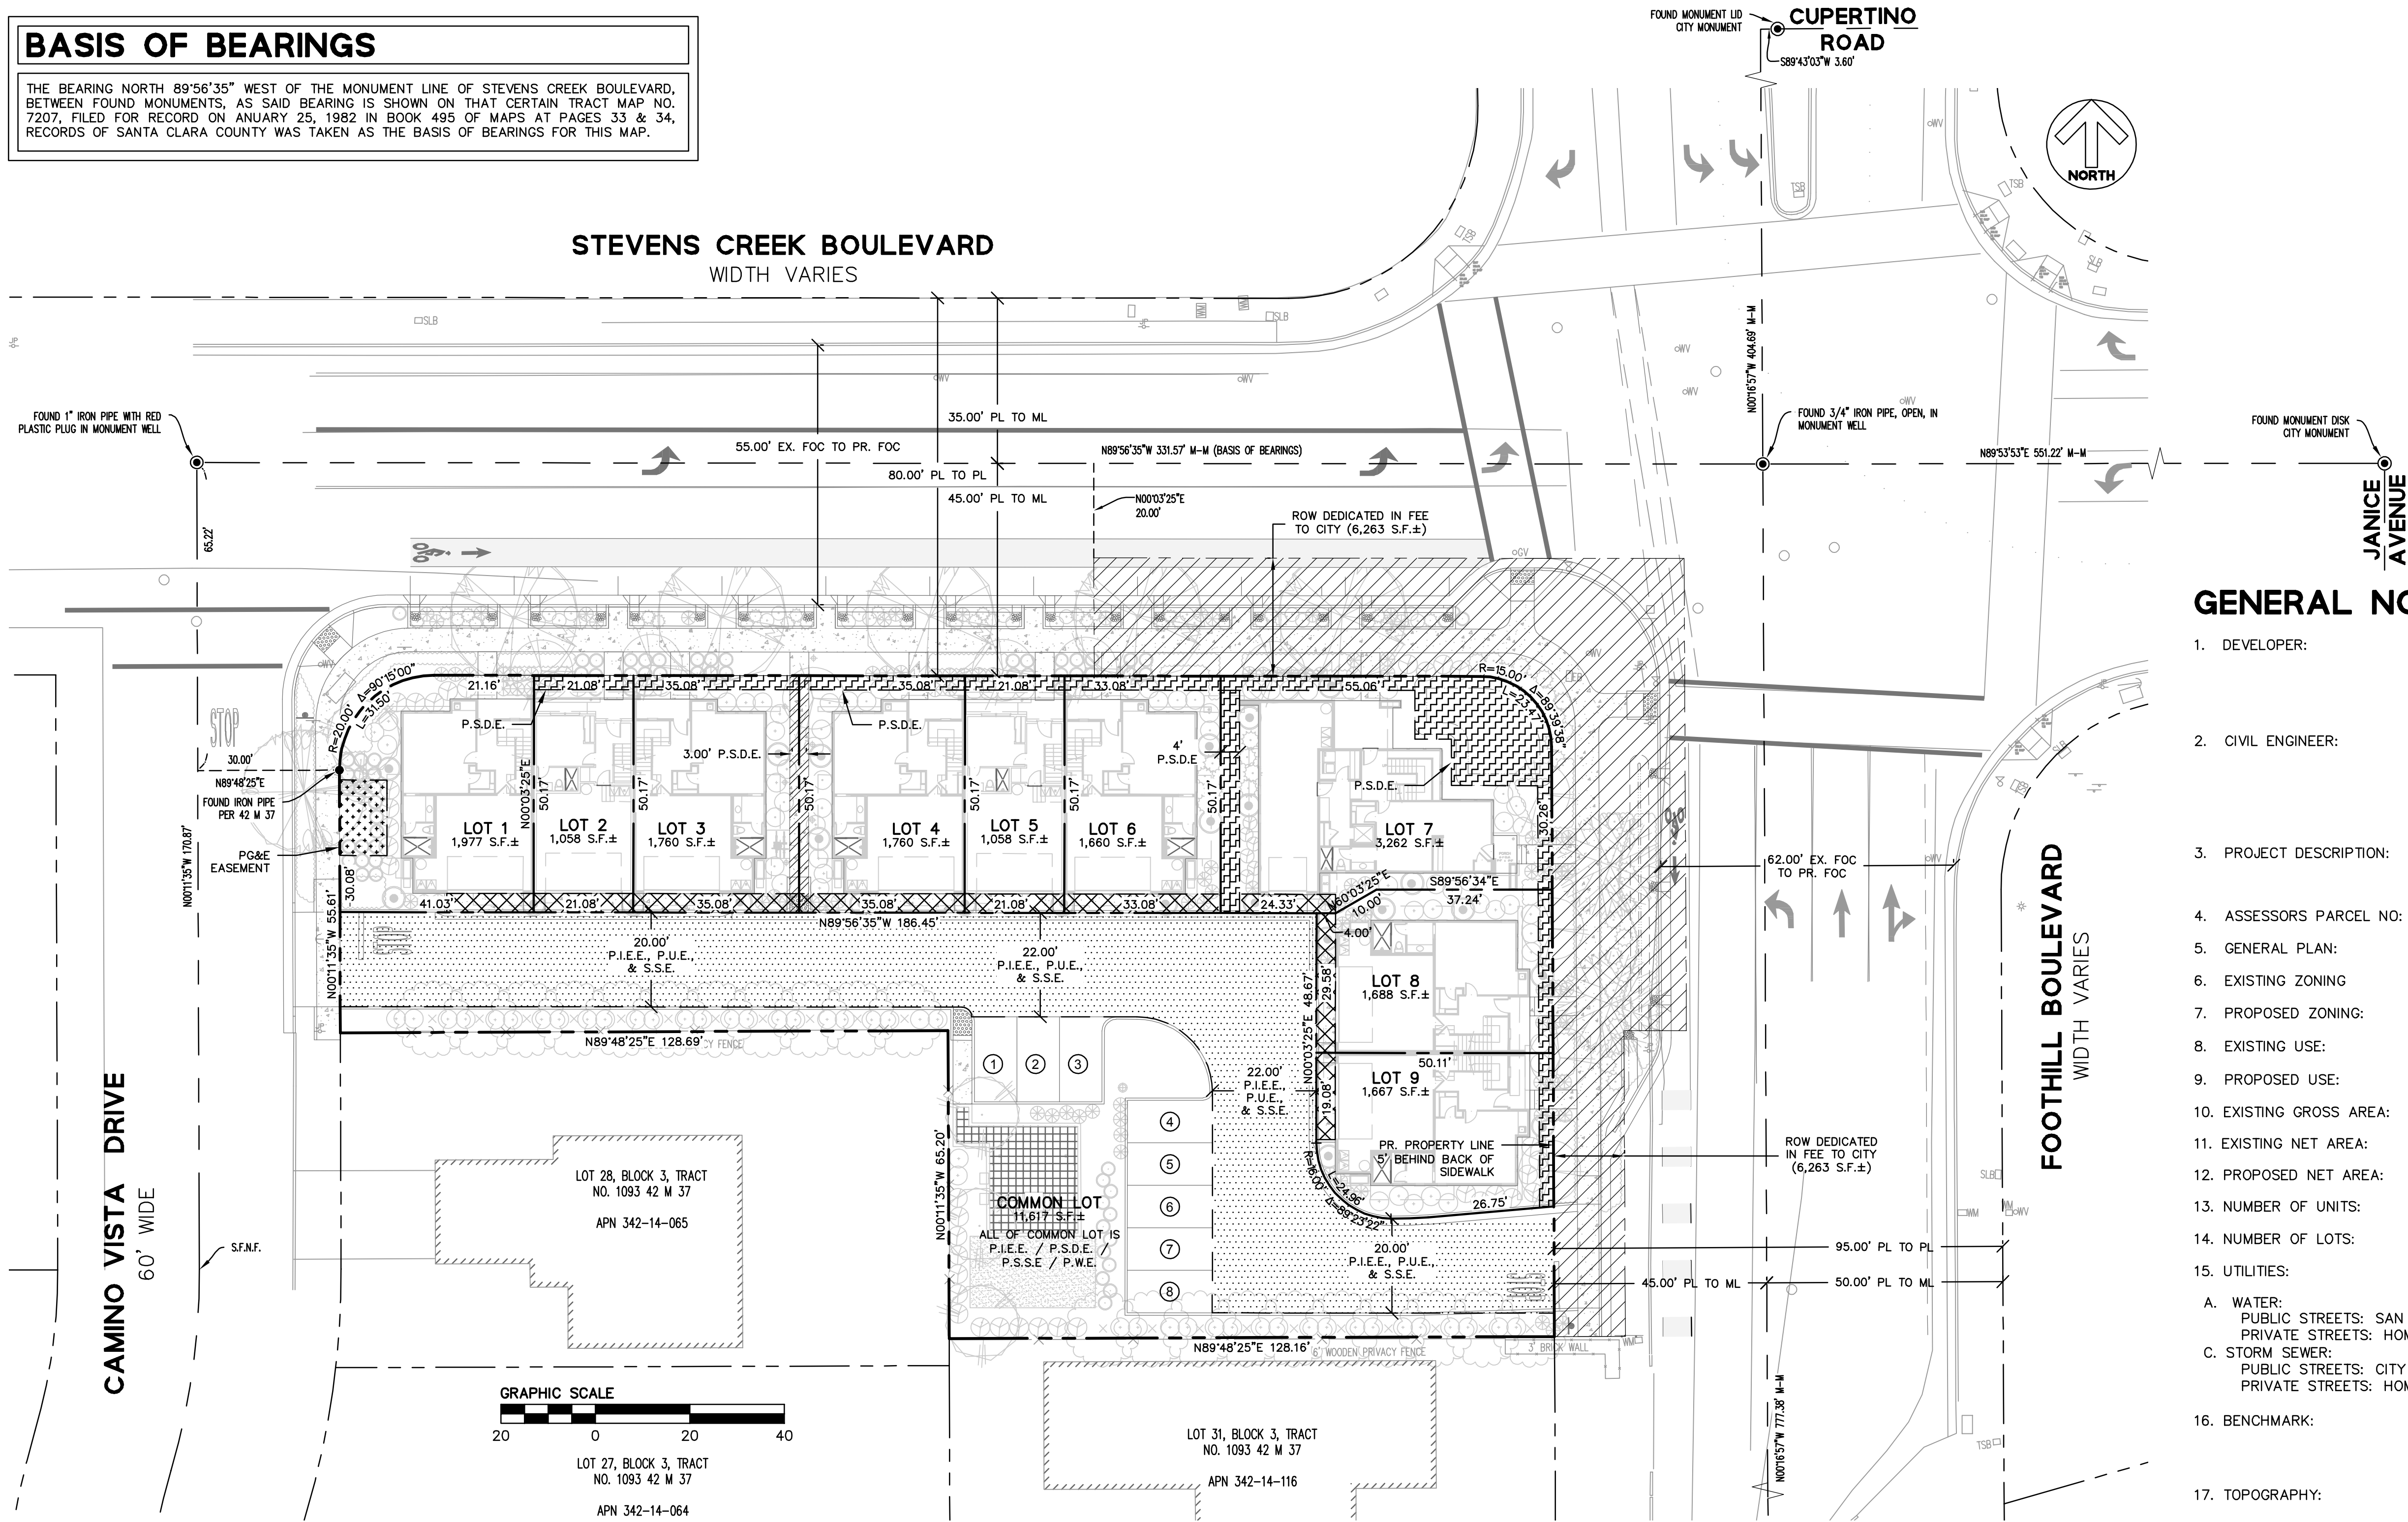 BASIS OF BEARINGS
THE BEARING NORTH 89°56'35" WEST OF THE MONUMENT LINE OF STEVENS CREEK BOULEVARD,
BETWEEN FOUND MONUMENTS, AS SAID BEARING IS SHOWN ON THAT CERTAIN TRACT MAP NO.
7207, FILED FOR RECORD ON ANUARY 25, 1982 IN BOOK 495 OF MAPS AT PAGES 33 & 34,
RECORDS OF SANTA CLARA COUNTY WAS TAKEN AS THE BASIS OF BEARINGS FOR THIS MAP.
FOUND MONUMENT LID
CITY MONUMENT
CUPERTINO
ROAD
S89°43'03"W 3.60'
NORTH
STEVENS CREEK BOULEVARD
WIDTH VARIES
FOUND 1" IRON PIPE WITH RED
PLASTIC PLUG IN MONUMENT WELL
35.00' PL TO ML
55.00' EX. FOC TO PR. FOC
80.00' PL TO PL
45.00' PL TO ML
N89°56'35"W 331.57' M-M (BASIS OF BEARINGS)
N00°03'25"E
20.00'
ROW DEDICATED IN FEE
TO CITY (6,263 S.F.±)
N00°16'57"W 404.69' M-M
FOUND 3/4" IRON PIPE, OPEN, IN
MONUMENT WELL
N89°53'53"E 551.22' M-M
FOUND MONUMENT DISK
CITY MONUMENT
JANICE
AVENUE
65.22'
STOP
30.00'
N89°48'25"E
FOUND IRON PIPE
PER 42 M 37
PG&E
EASEMENT
N00°11'35"W 170.87'
R=20.00' Δ=90°15'00"
L=31.50'
21.16'
21.08'
35.08'
35.08'
21.08'
33.08'
55.06'
R=15.00' Δ=89°39'38"
L=23.47'
P.S.D.E.
3.00' P.S.D.E.
P.S.D.E.
4'
P.S.D.E
P.S.D.E.
N00°03'25"E
50.17'
50.17'
50.17'
50.17'
50.17'
50.17'
30.26'
LOT 1
1,977 S.F.±
LOT 2
1,058 S.F.±
LOT 3
1,760 S.F.±
LOT 4
1,760 S.F.±
LOT 5
1,058 S.F.±
LOT 6
1,660 S.F.±
LOT 7
3,262 S.F.±
30.08'
N00°11'35"W 55.61'
41.03'
21.08'
35.08'
35.08'
21.08'
33.08'
24.33'
N89°56'35"W 186.45'
N60°03'25"E
10.00'
S89°56'34"E
37.24'
4.00'
20.00'
P.I.E.E., P.U.E.,
& S.S.E.
22.00'
P.I.E.E., P.U.E.,
& S.S.E.
N00°03'25"E 48.67'
29.58'
LOT 8
1,688 S.F.±
50.11'
LOT 9
1,667 S.F.±
19.08'
N89°48'25"E 128.69'
1
2
3
4
5
6
7
8
22.00'
P.I.E.E.,
P.U.E.,
& S.S.E.
PR. PROPERTY LINE
5' BEHIND BACK OF
SIDEWALK
R=16.00' Δ=89°23'22"
L=24.96'
26.75'
N00°11'35"W 65.20'
COMMON LOT
11,617 S.F.±
ALL OF COMMON LOT IS
P.I.E.E. / P.S.D.E. /
P.S.S.E / P.W.E.
20.00'
P.I.E.E., P.U.E.,
& S.S.E.
N89°48'25"E 128.16'
6' WOODEN PRIVACY FENCE
3' BRICK WALL
62.00' EX. FOC
TO PR. FOC
ROW DEDICATED
IN FEE TO CITY
(6,263 S.F.±)
95.00' PL TO PL
45.00' PL TO ML
50.00' PL TO ML
N00°16'57"W 777.38' M-M
FOOTHILL BOULEVARD
WIDTH VARIES
CAMINO VISTA DRIVE
60' WIDE
S.F.N.F.
LOT 28, BLOCK 3, TRACT
NO. 1093 42 M 37
APN 342-14-065
GRAPHIC SCALE
20 0 20 40
LOT 27, BLOCK 3, TRACT
NO. 1093 42 M 37
APN 342-14-064
LOT 31, BLOCK 3, TRACT
NO. 1093 42 M 37
APN 342-14-116
GENERAL NO
1. DEVELOPER:
2. CIVIL ENGINEER:
3. PROJECT DESCRIPTION:
4. ASSESSORS PARCEL NO:
5. GENERAL PLAN:
6. EXISTING ZONING
7. PROPOSED ZONING:
8. EXISTING USE:
9. PROPOSED USE:
10. EXISTING GROSS AREA:
11. EXISTING NET AREA:
12. PROPOSED NET AREA:
13. NUMBER OF UNITS:
14. NUMBER OF LOTS:
15. UTILITIES:
A. WATER:
PUBLIC STREETS: SAN
PRIVATE STREETS: HOM
C. STORM SEWER:
PUBLIC STREETS: CITY
PRIVATE STREETS: HOM
16. BENCHMARK:
17. TOPOGRAPHY: